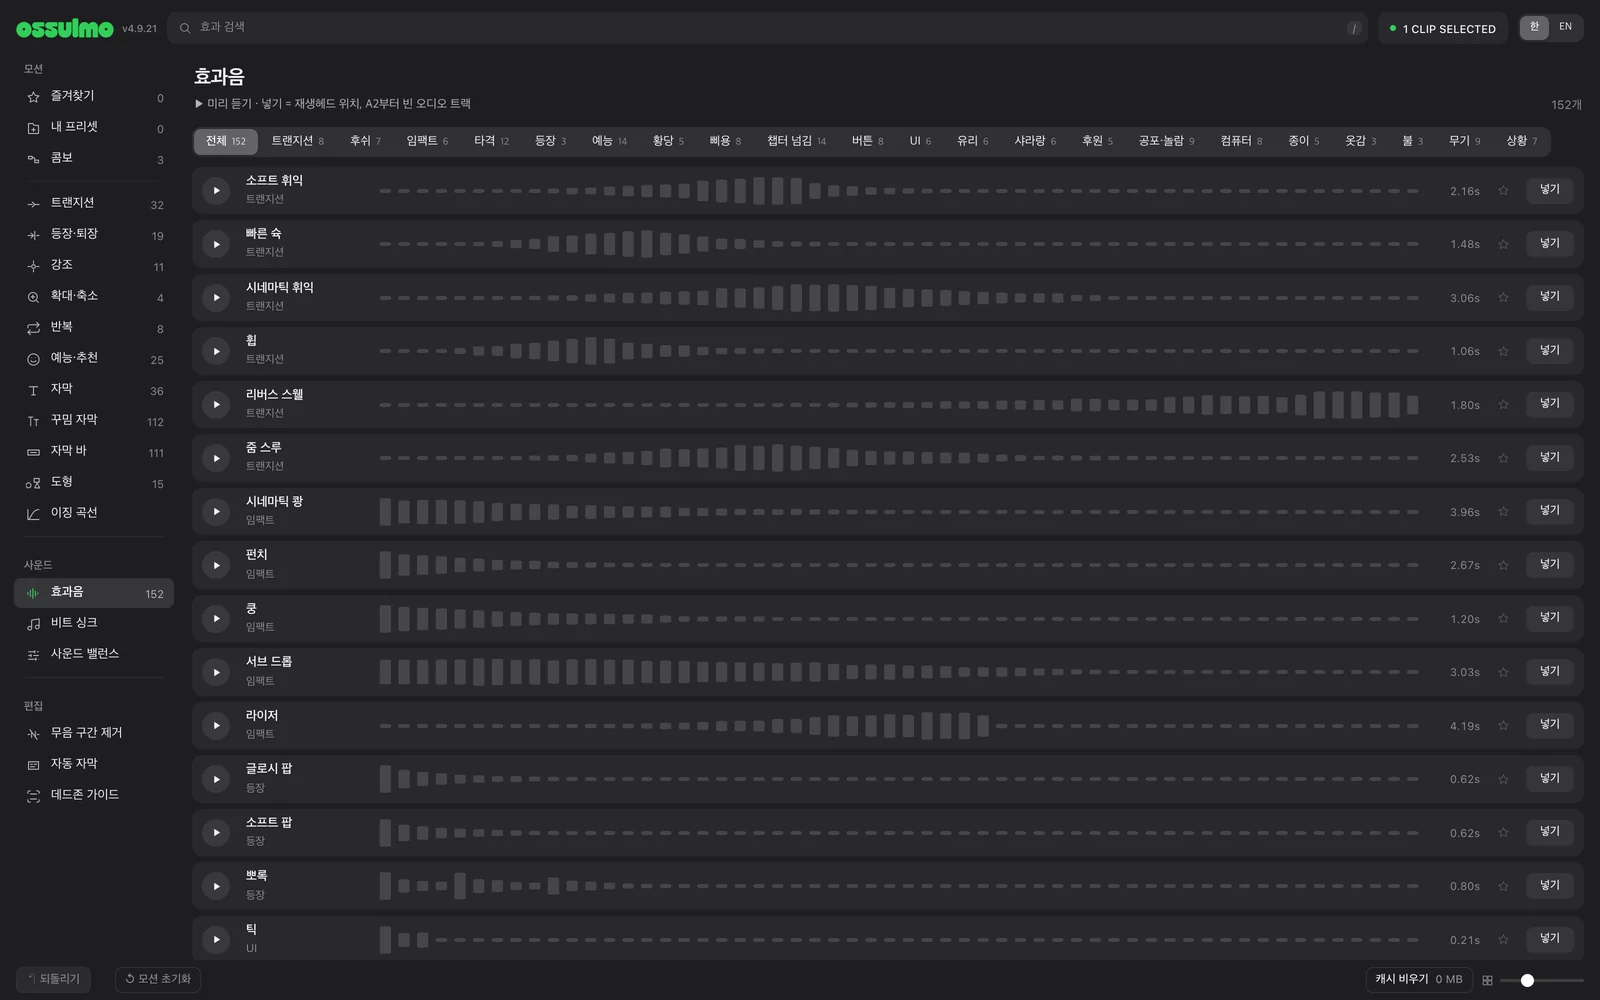 ossulmo v4.9.21
효과 검색
/
1 CLIP SELECTED
한 EN
모션
즐겨찾기 0
내 프리셋 0
콤보 3
트랜지션 32
등장·퇴장 19
강조 11
확대·축소 4
반복 8
예능·추천 25
자막 36
꾸밈 자막 112
자막 바 111
도형 15
이징 곡선
사운드
효과음 152
비트 싱크
사운드 밸런스
편집
무음 구간 제거
자동 자막
데드존 가이드
효과음
▶ 미리 듣기 · 넣기 = 재생헤드 위치, A2부터 빈 오디오 트랙
152개
전체 152 트랜지션 8 후쉬 7 임팩트 6 타격 12 등장 3 예능 14 황당 5 삐용 8 챕터 넘김 14 버튼 8 UI 6 유리 6 샤라랑 6 후원 5 공포·놀람 9 컴퓨터 8 종이 5 옷감 3 불 3 무기 9 상황 7
소프트 휘익
트랜지션
2.16s 넣기
빠른 슉
트랜지션
1.48s 넣기
시네마틱 휘익
트랜지션
3.06s 넣기
휩
트랜지션
1.06s 넣기
리버스 스웰
트랜지션
1.80s 넣기
줌 스루
트랜지션
2.53s 넣기
시네마틱 쾅
임팩트
3.96s 넣기
펀치
임팩트
2.67s 넣기
쿵
임팩트
1.20s 넣기
서브 드롭
임팩트
3.03s 넣기
라이저
임팩트
4.19s 넣기
글로시 팝
등장
0.62s 넣기
소프트 팝
등장
0.62s 넣기
뽀록
등장
0.80s 넣기
틱
UI
0.21s 넣기
되돌리기
모션 초기화
캐시 비우기 0 MB